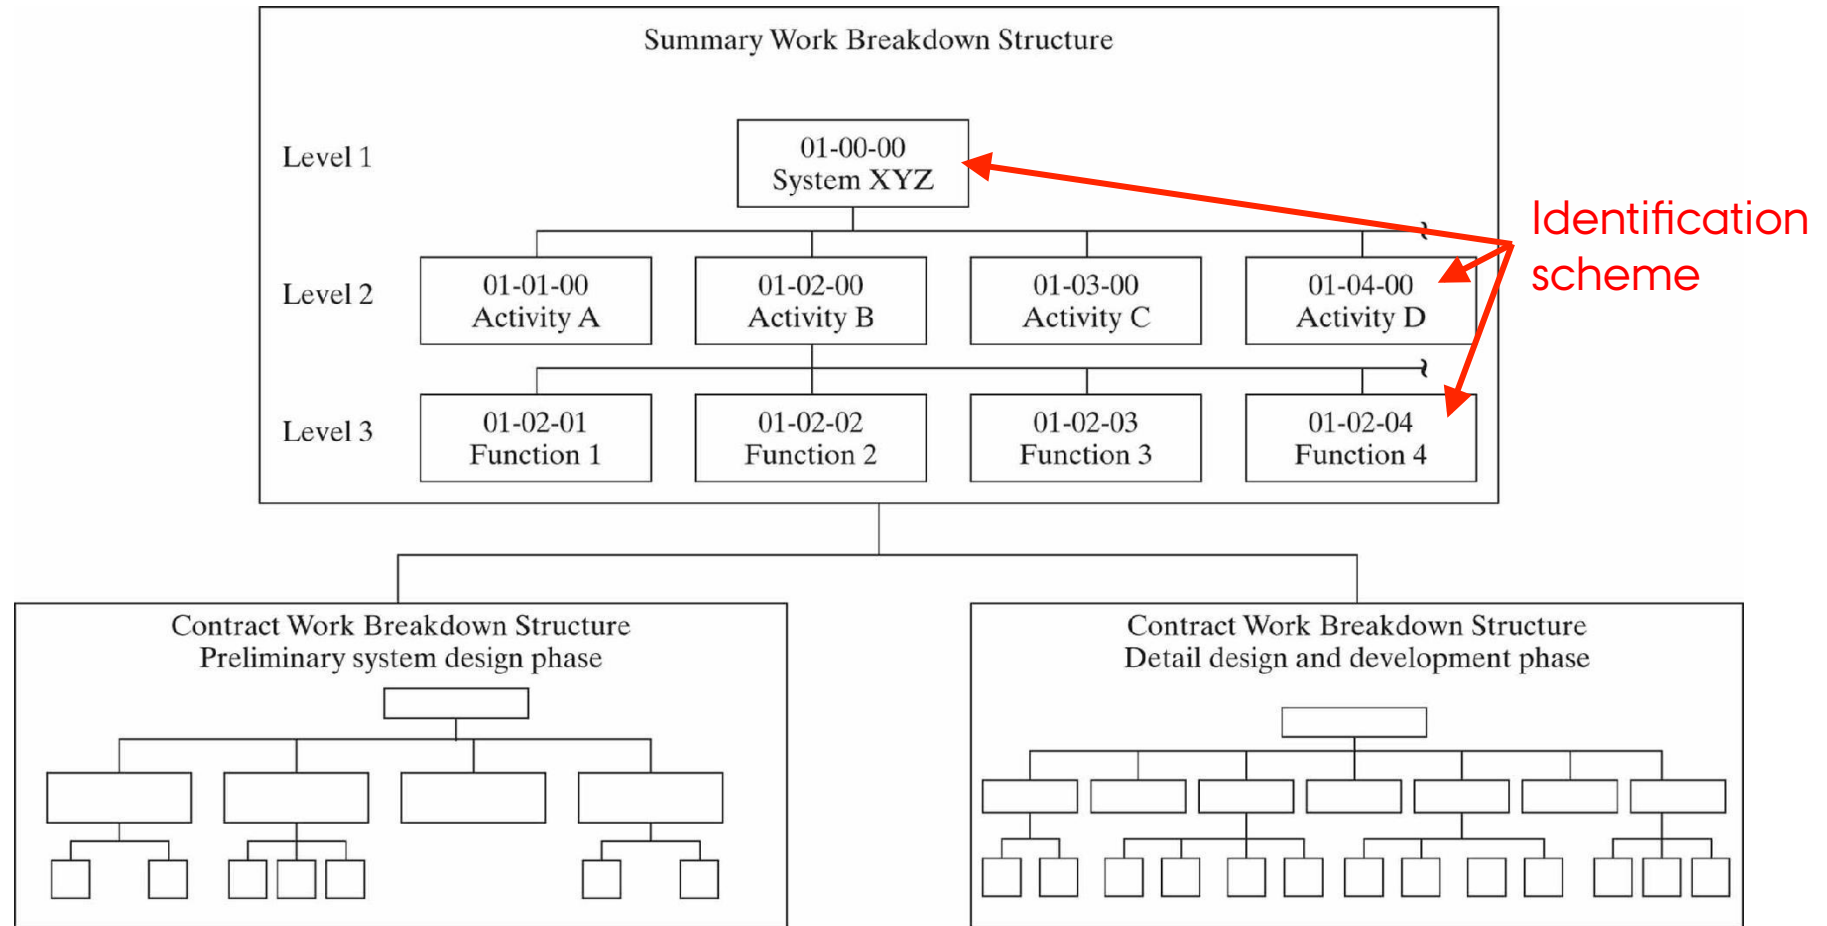 Summary Work Breakdown Structure
Level 1
01-00-00
System XYZ
Identification
scheme
Level 2
01-01-00
Activity A
01-02-00
Activity B
01-03-00
Activity C
01-04-00
Activity D
Level 3
01-02-01
Function 1
01-02-02
Function 2
01-02-03
Function 3
01-02-04
Function 4
Contract Work Breakdown Structure
Preliminary system design phase
Contract Work Breakdown Structure
Detail design and development phase